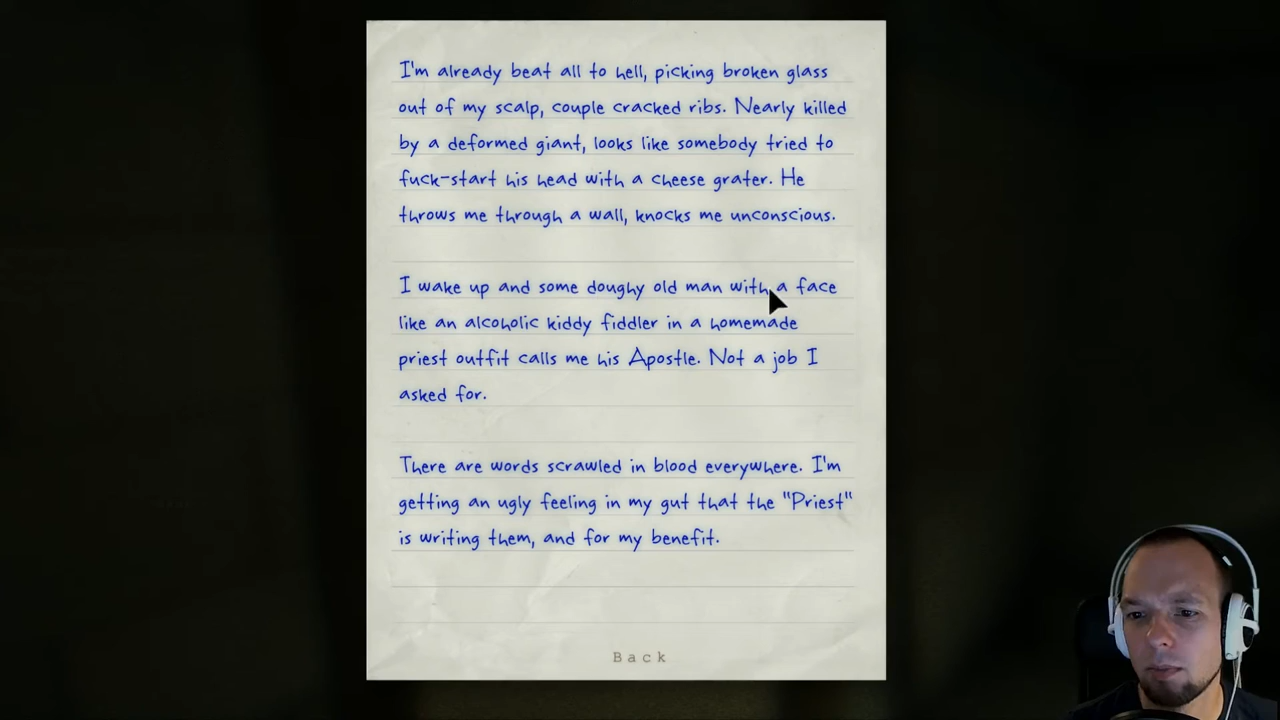 I'm already beat all to hell, picking broken glass
out of my scalp, couple cracked ribs. Nearly killed
by a deformed giant, looks like somebody tried to
fuck-start his head with a cheese grater. He
throws me through a wall, knocks me unconscious.
I wake up and some doughy old man with a face
like an alcoholic kiddy fiddler in a homemade
priest outfit calls me his Apostle. Not a job I
asked for.
There are words scrawled in blood everywhere. I'm
getting an ugly feeling in my gut that the "Priest"
is writing them, and for my benefit.
Back